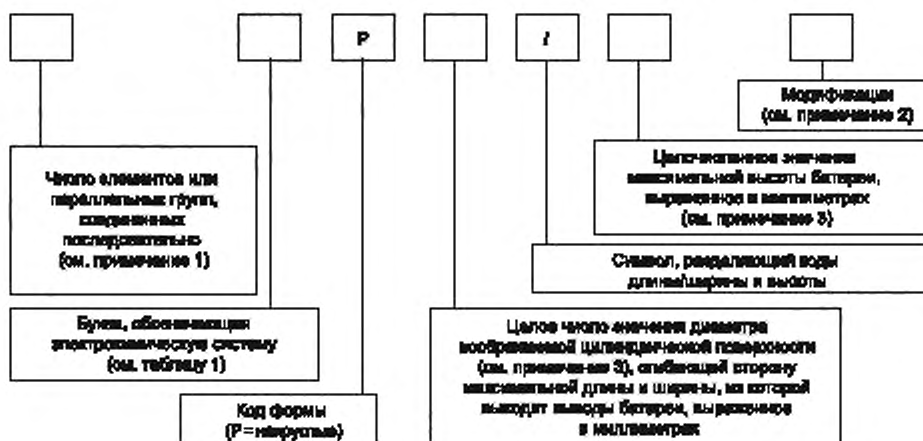 P
/
Модификации
(см. примечание 2)
Целочисленное значение
максимальной высоты батареи,
выраженное в миллиметрах
(см. примечание 3)
Число элементов или
параллельных групп,
соединенных
последовательно
(см. примечание 1)
Символ, разделяющий коды
длины/ширины и высоты
Буква, обозначающая
электрохимическую систему
(см. таблицу 1)
Целое число значения диаметра
воображаемой цилиндрической поверхности
(см. примечание 3), огибающей сторону
максимальной длины и ширины, из которой
выходят выводы батареи, выраженное
в миллиметрах
Код формы
(P=некруглые)